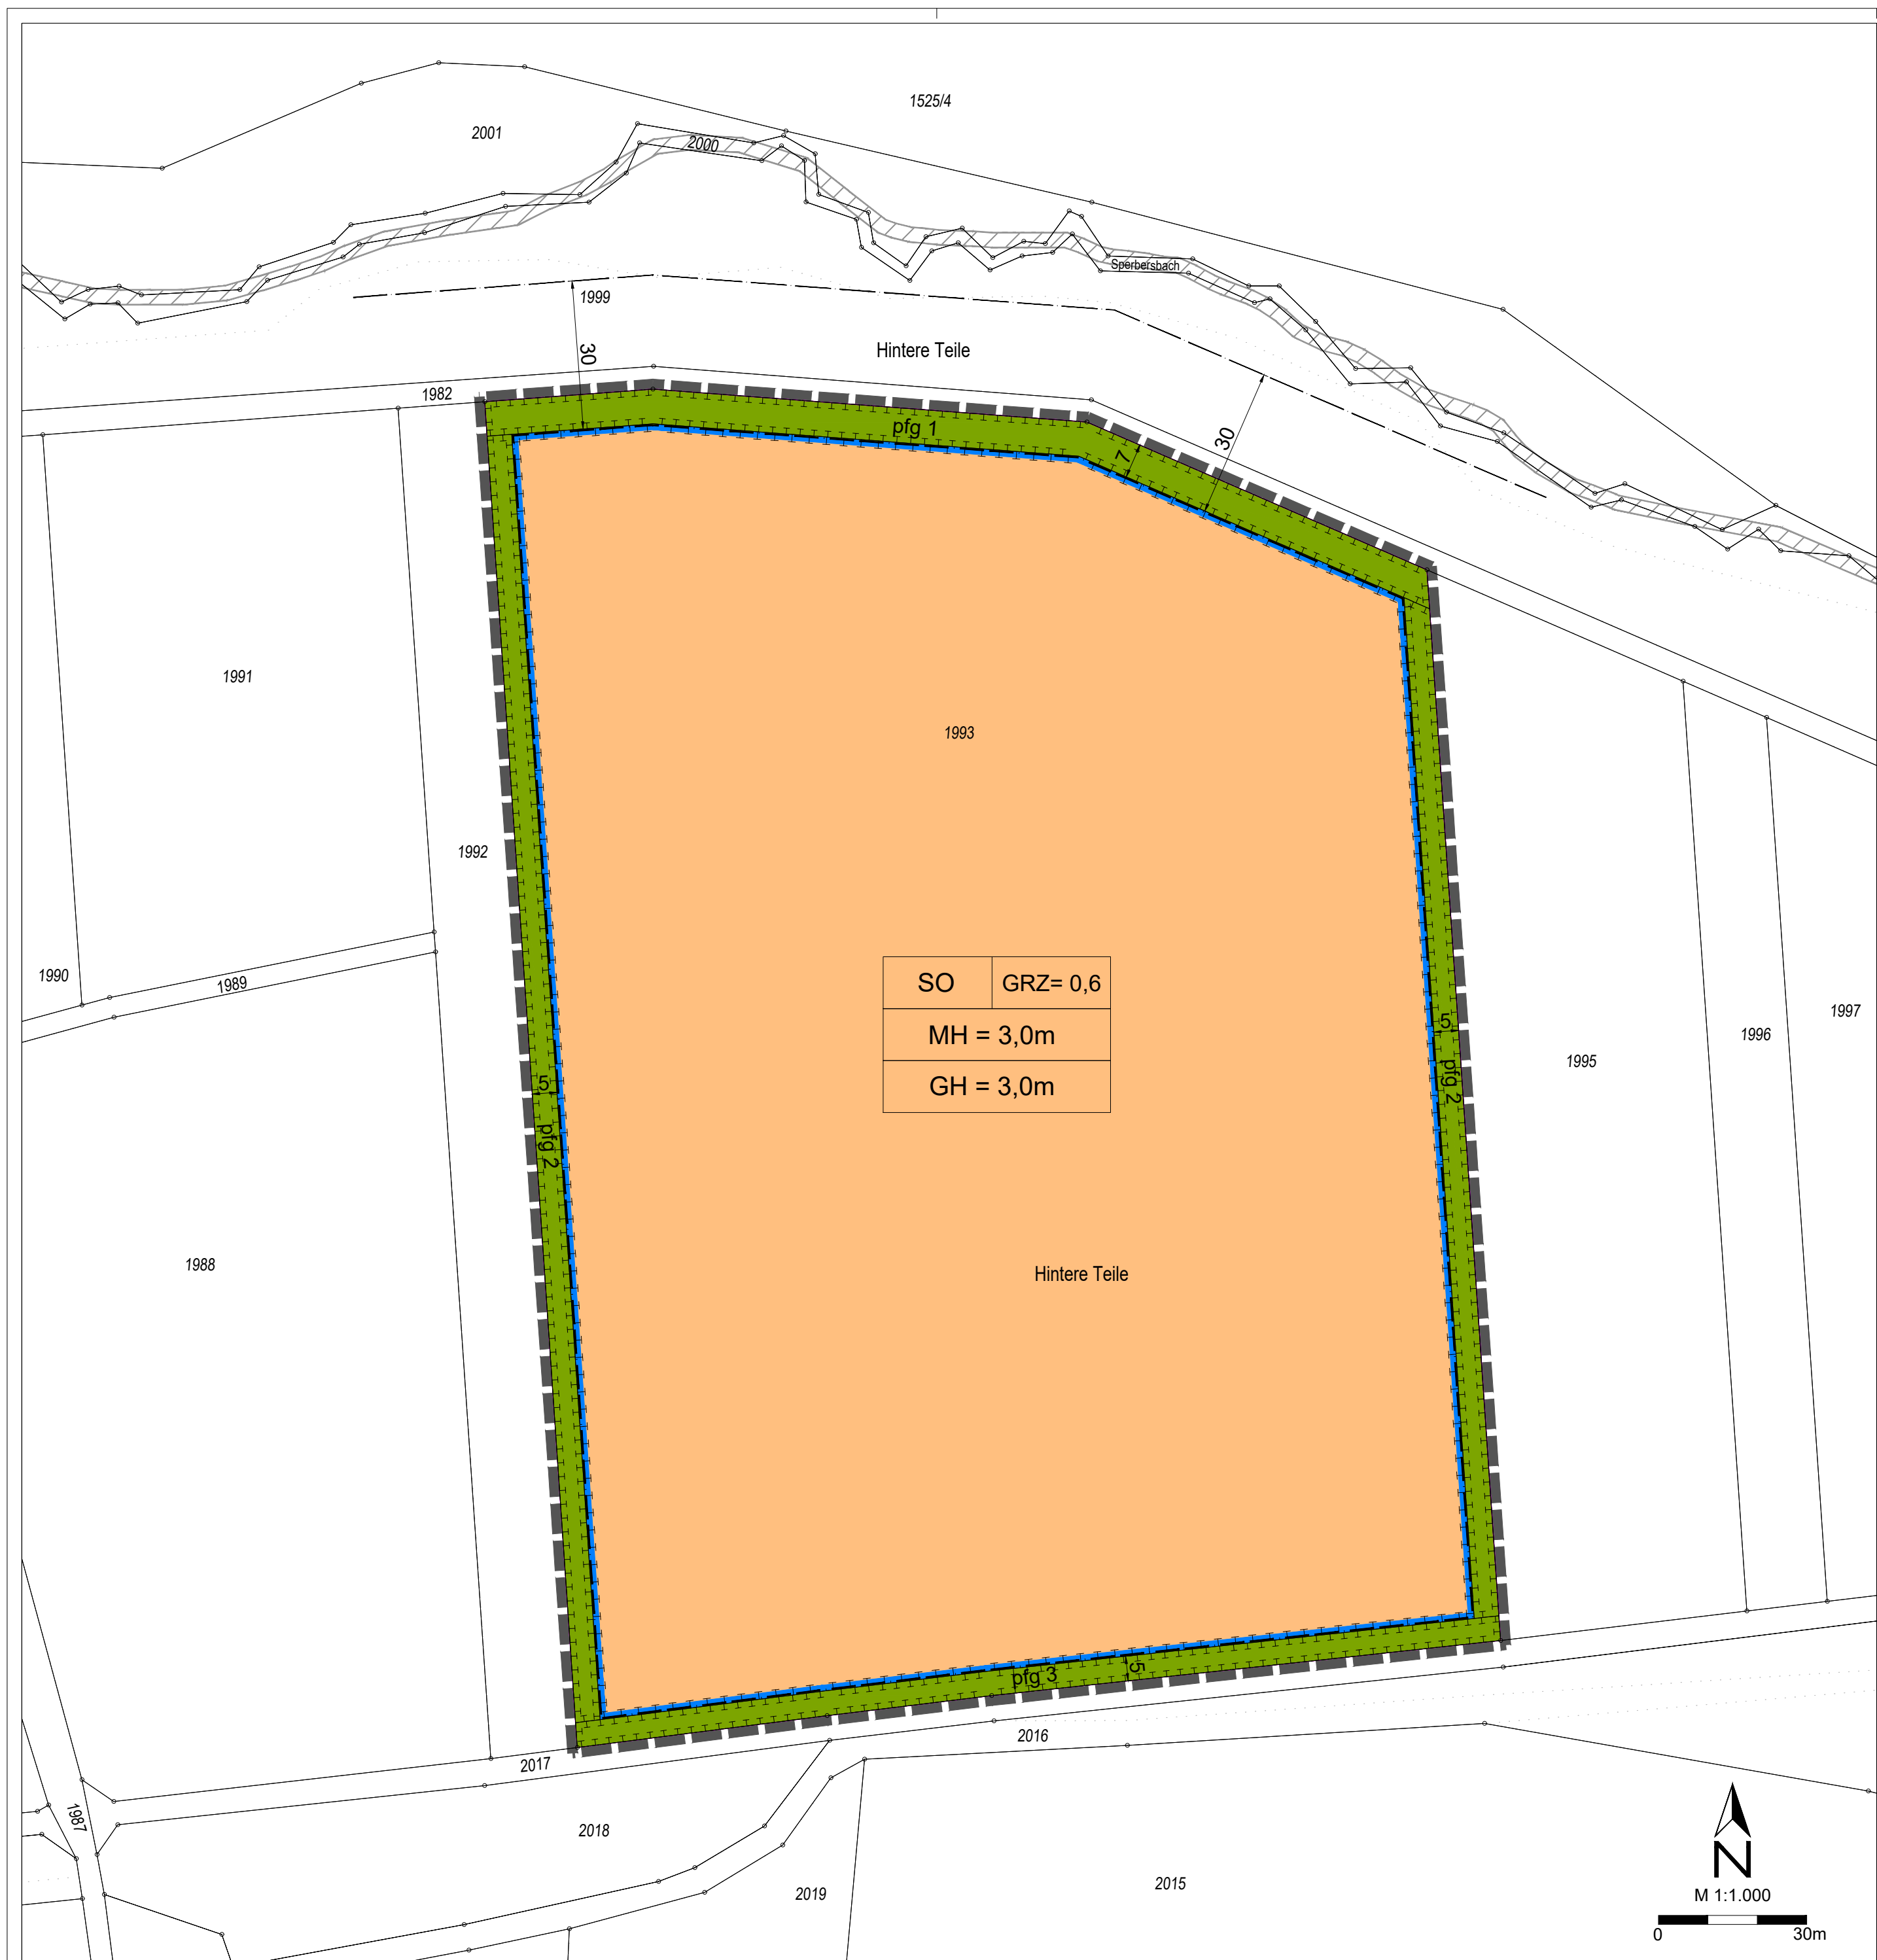 1525/4
2001
2000
Sperbersbach
1999
30
Hintere Teile
1982
pfg 1
7
30
1991
1993
1992
1990
1989
SO GRZ= 0,6
MH = 3,0m
GH = 3,0m
5
pfg 2
5
pfg 2
1995
1996
1997
1988
Hintere Teile
pfg 3
5
2016
2017
1987
2018
2019
2015
N
M 1:1.000
0 30m